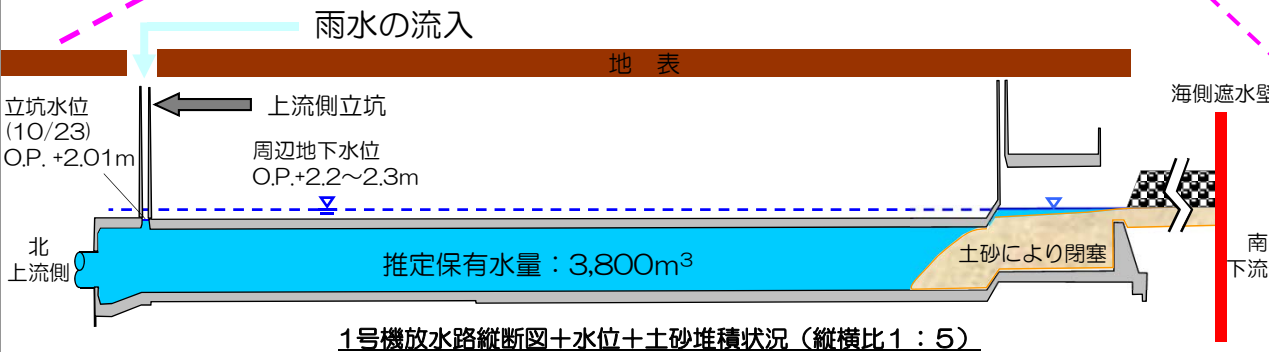 雨水の流入
地 表
立坑水位
(10/23)
O.P. +2.01m
上流側立坑
周辺地下水位
O.P.+2.2～2.3m
海側遮水壁
北
上流側
推定保有水量：3,800m³
土砂により閉塞
南
下流
1号機放水路縦断図＋水位＋土砂堆積状況（縦横比1：5）